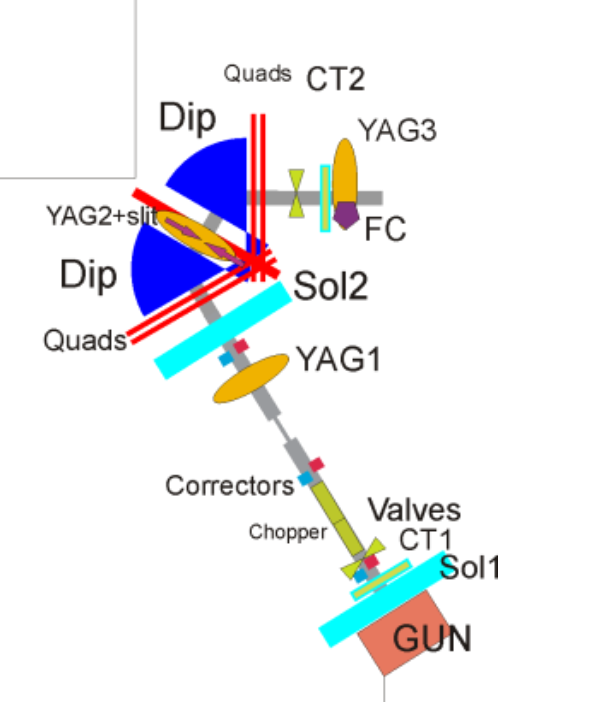 Quads CT2
Dip
YAG3
YAG2+slit
FC
Dip
Sol2
Quads
YAG1
Correctors
Valves
Chopper
CT1
Sol1
GUN